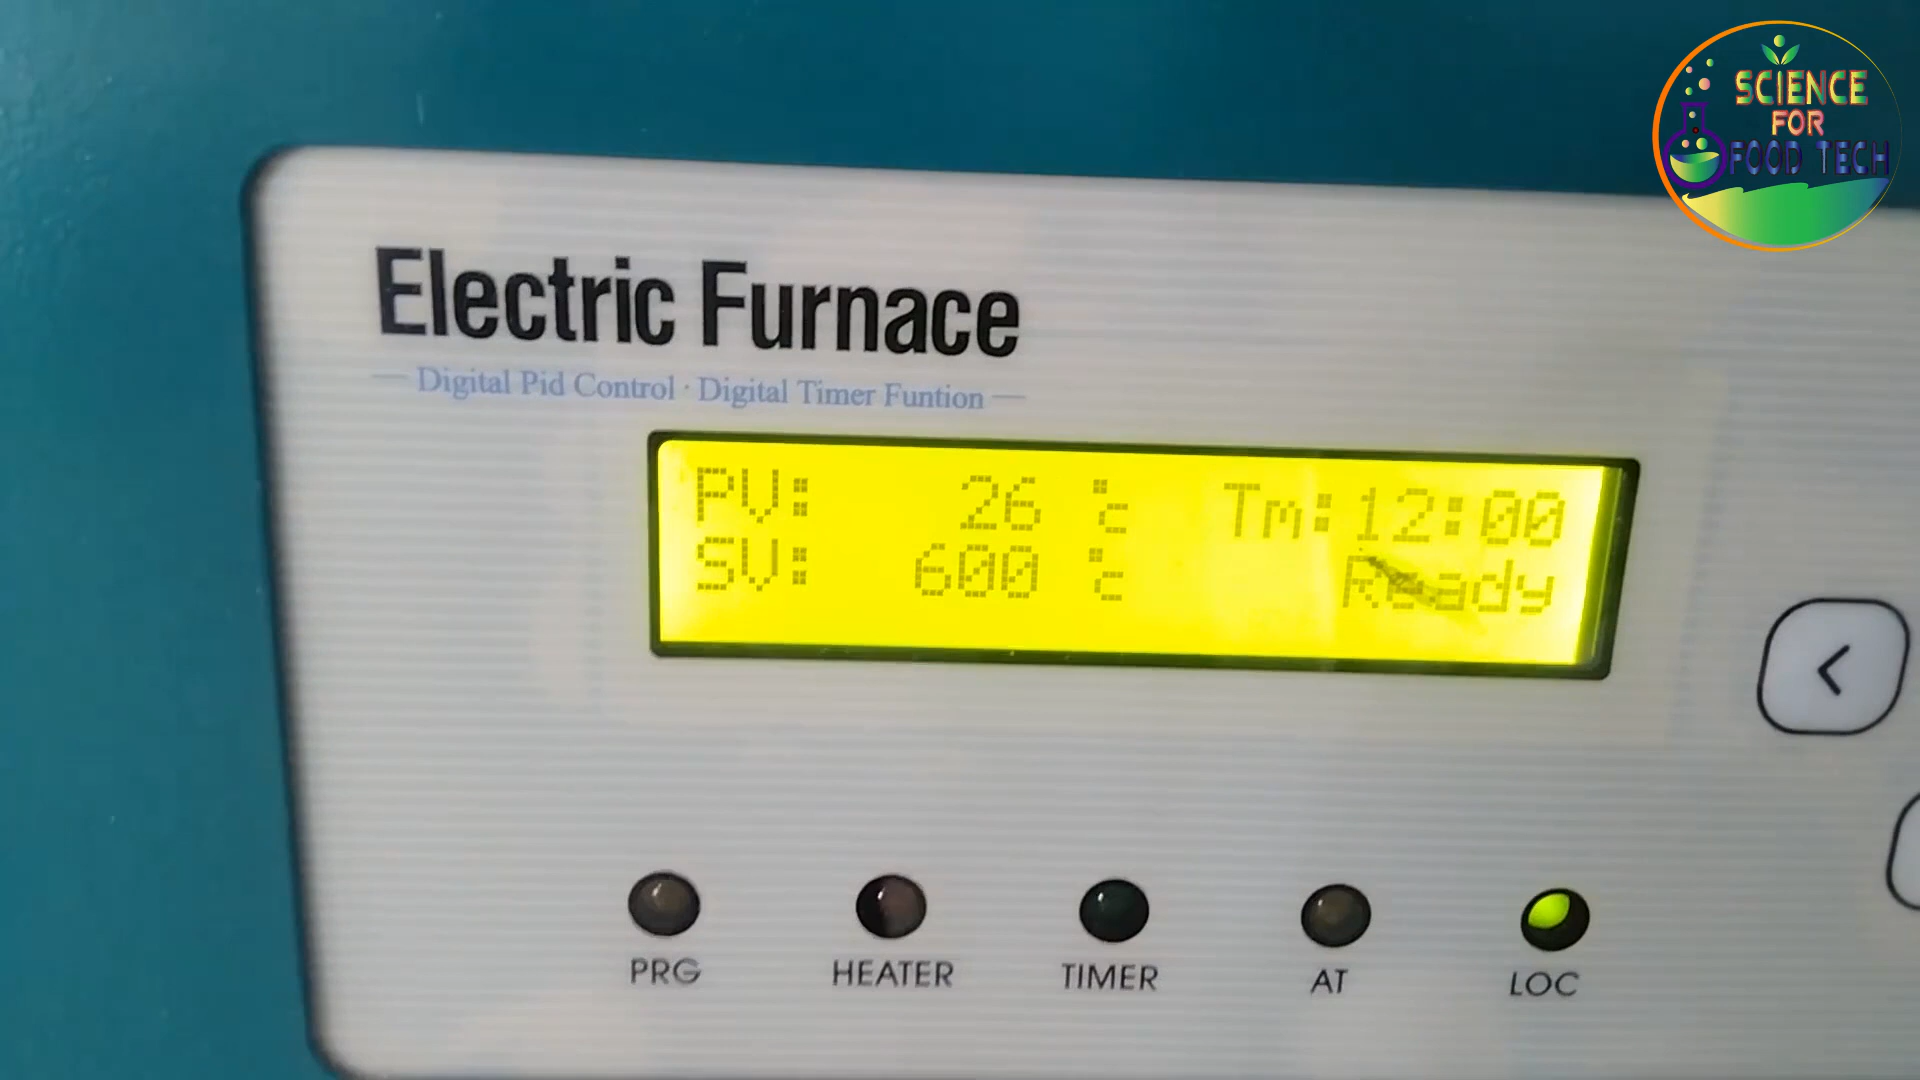 SCIENCE
FOR
FOOD TECH
Electric Furnace
Digital Pid Control · Digital Timer Funtion
PV: 26 °c Tm:12:00
SV: 600 °c Ready
<
PRG HEATER TIMER AT LOC